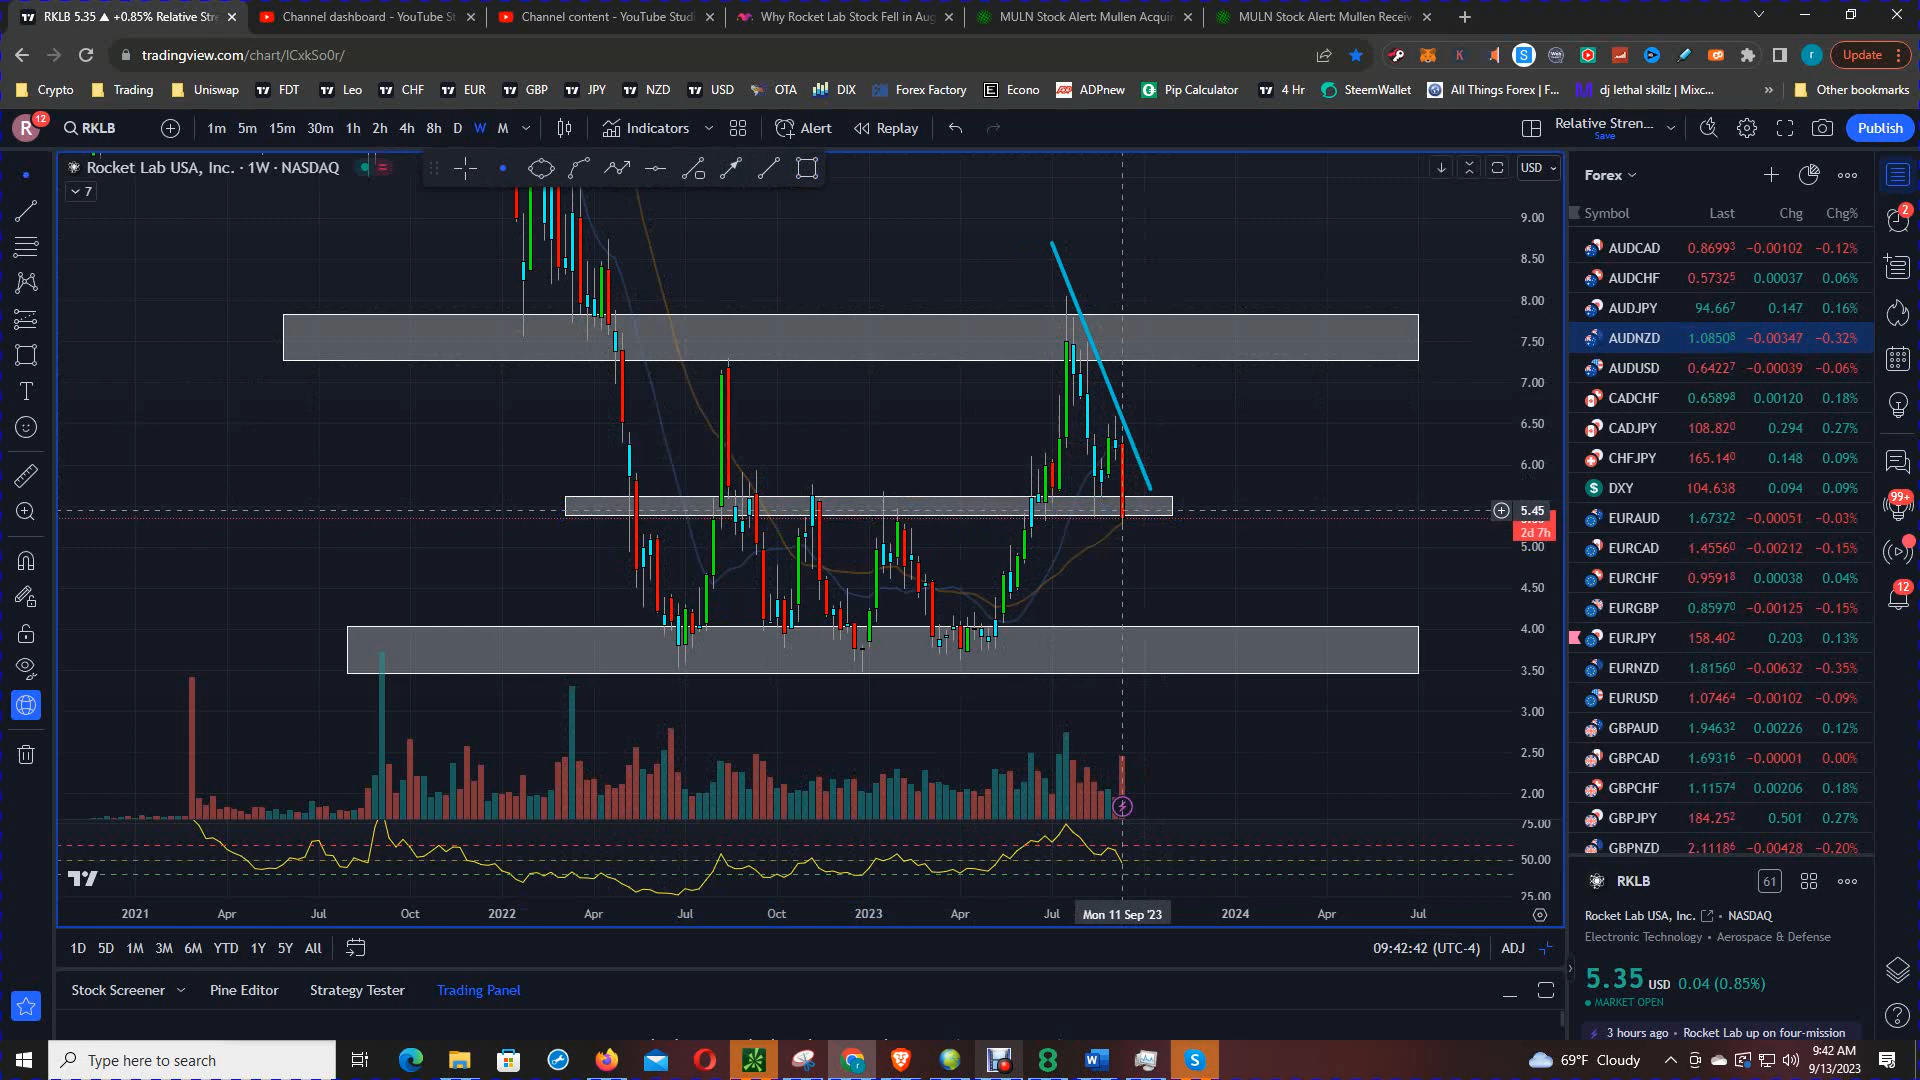 RKLB 5.35 ▲ +0.85% Relative Stre
Channel dashboard - YouTube St
Channel content - YouTube Studi
Why Rocket Lab Stock Fell in Aug
MULN Stock Alert: Mullen Acquir
MULN Stock Alert: Mullen Receiv
tradingview.com/chart/lCxkSo0r/
Update
Crypto Trading Uniswap FDT Leo CHF EUR GBP JPY NZD USD OTA DIX Forex Factory Econo ADPnew Pip Calculator 4 Hr SteemWallet All Things Forex | F... dj lethal skillz | Mixc... » Other bookmarks
R 12 RKLB 1m 5m 15m 30m 1h 2h 4h 8h D W M Indicators Alert Replay Relative Stren... Save Publish
Rocket Lab USA, Inc. · 1W · NASDAQ
7
USD
9.00
8.50
8.00
7.50
7.00
6.50
6.00
5.45
2d 7h
5.00
4.50
4.00
3.50
3.00
2.50
2.00
75.00
50.00
25.00
2021 Apr Jul Oct 2022 Apr Jul Oct 2023 Apr Jul Mon 11 Sep '23 2024 Apr Jul
1D 5D 1M 3M 6M YTD 1Y 5Y All 09:42:42 (UTC-4) ADJ
Stock Screener Pine Editor Strategy Tester Trading Panel
Forex
Symbol Last Chg Chg%
AUDCAD 0.86993 −0.00102 −0.12%
AUDCHF 0.57325 0.00037 0.06%
AUDJPY 94.667 0.147 0.16%
AUDNZD 1.08508 −0.00347 −0.32%
AUDUSD 0.64227 −0.00039 −0.06%
CADCHF 0.65898 0.00120 0.18%
CADJPY 108.820 0.294 0.27%
CHFJPY 165.140 0.148 0.09%
DXY 104.638 0.094 0.09%
EURAUD 1.67322 −0.00051 −0.03%
EURCAD 1.45560 −0.00212 −0.15%
EURCHF 0.95918 0.00038 0.04%
EURGBP 0.85970 −0.00125 −0.15%
EURJPY 158.402 0.203 0.13%
EURNZD 1.81560 −0.00632 −0.35%
EURUSD 1.07464 −0.00102 −0.09%
GBPAUD 1.94632 0.00226 0.12%
GBPCAD 1.69316 −0.00001 0.00%
GBPCHF 1.11574 0.00206 0.18%
GBPJPY 184.252 0.501 0.27%
GBPNZD 2.11186 −0.00428 −0.20%
RKLB 61
Rocket Lab USA, Inc. • NASDAQ
Electronic Technology • Aerospace & Defense
5.35 USD 0.04 (0.85%)
MARKET OPEN
3 hours ago • Rocket Lab up on four-mission
2
99+
12
Type here to search
69°F Cloudy
9:42 AM
9/13/2023